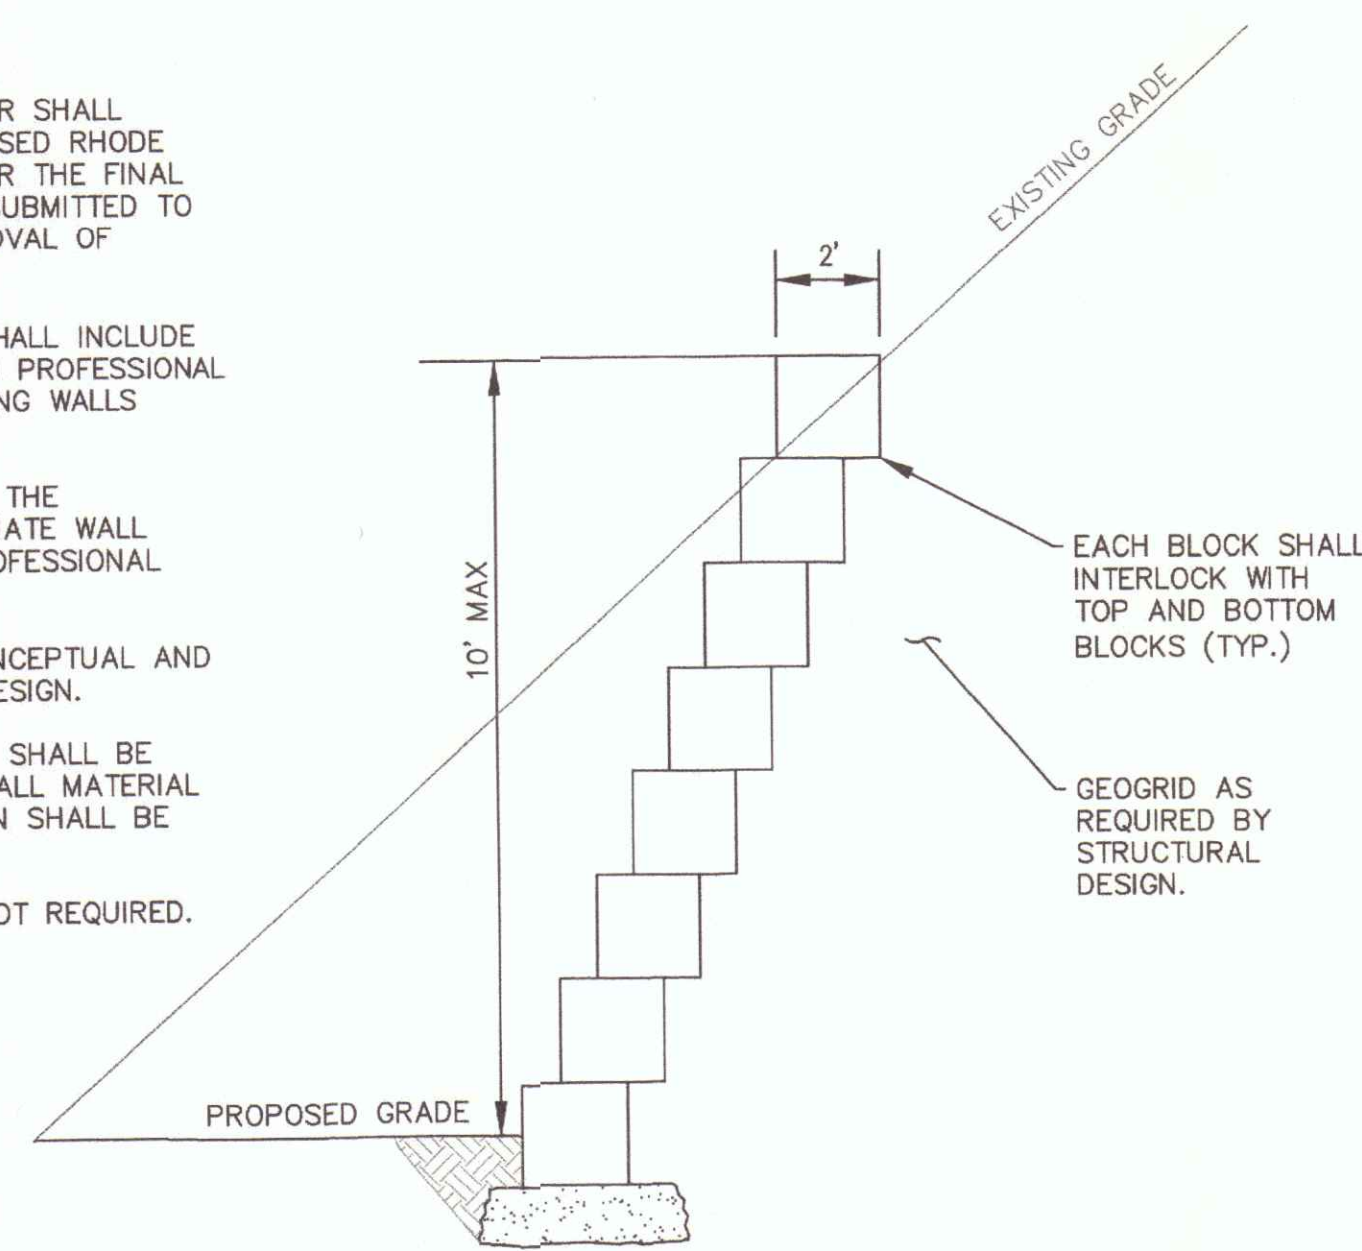 R SHALL
SED RHODE
R THE FINAL
SUBMITTED TO
OVAL OF
HALL INCLUDE
PROFESSIONAL
NG WALLS
THE
IATE WALL
OFESSIONAL
NCEPTUAL AND
ESIGN.
SHALL BE
ALL MATERIAL
N SHALL BE
OT REQUIRED.
EXISTING GRADE
2'
10' MAX
PROPOSED GRADE
EACH BLOCK SHALL
INTERLOCK WITH
TOP AND BOTTOM
BLOCKS (TYP.)
GEOGRID AS
REQUIRED BY
STRUCTURAL
DESIGN.